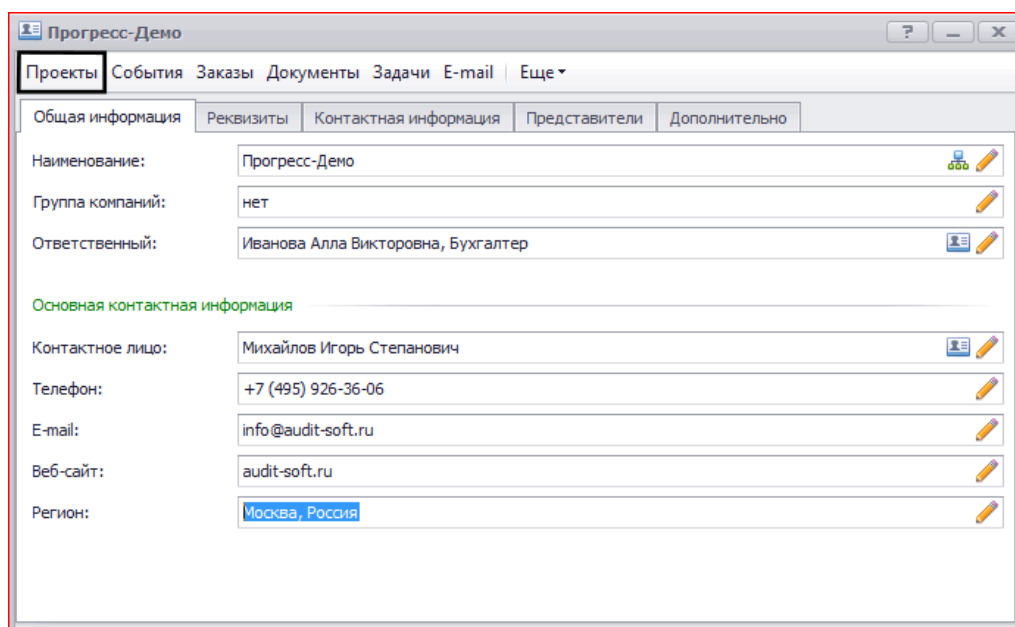 Прогресс-Демо
Проекты События Заказы Документы Задачи E-mail Еще
Общая информация Реквизиты Контактная информация Представители Дополнительно
Наименование: Прогресс-Демо
Группа компаний: нет
Ответственный: Иванова Алла Викторовна, Бухгалтер
Основная контактная информация
Контактное лицо: Михайлов Игорь Степанович
Телефон: +7 (495) 926-36-06
E-mail: info@audit-soft.ru
Веб-сайт: audit-soft.ru
Регион: Москва, Россия